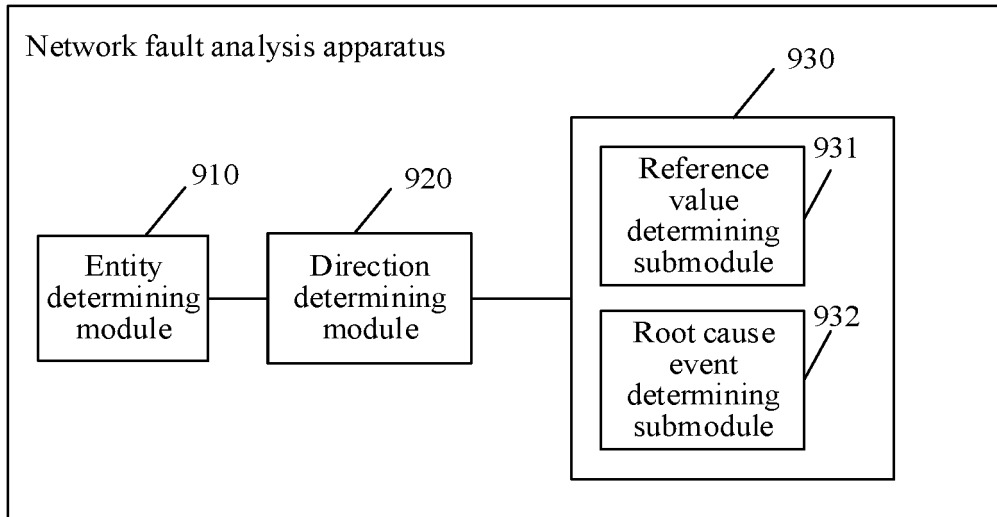 Network fault analysis apparatus
930
910
920
931
Reference
value
determining
submodule
Entity
determining
module
Direction
determining
module
932
Root cause
event
determining
submodule